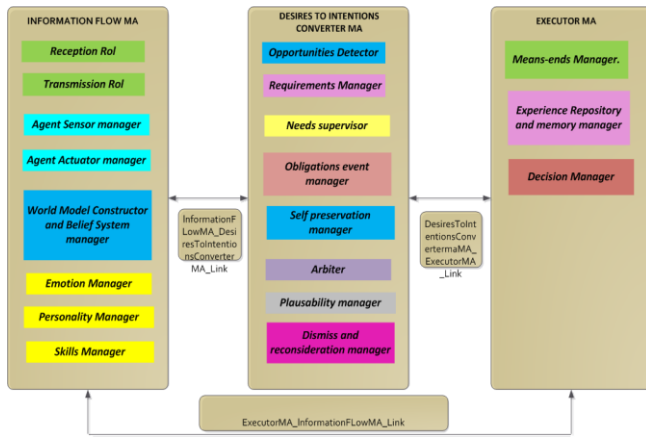 INFORMATION FLOW MA
Reception Rol
Transmission Rol
Agent Sensor manager
Agent Actuator manager
World Model Constructor
and Belief System
manager
Emotion Manager
Personality Manager
Skills Manager
InformationF
lowMA_Desi
resToIntentio
nsConverter
MA_Link
DESIRES TO INTENTIONS
CONVERTER MA
Opportunities Detector
Requirements Manager
Needs supervisor
Obligations event
manager
Self preservation
manager
Arbiter
Plausability manager
Dismiss and
reconsideration manager
DesiresToInt
entionsConv
ertermaMA_
ExecutorMA
_Link
EXECUTOR MA
Means-ends Manager.
Experience Repository
and memory manager
Decision Manager
ExecutorMA_InformationFLowMA_Link